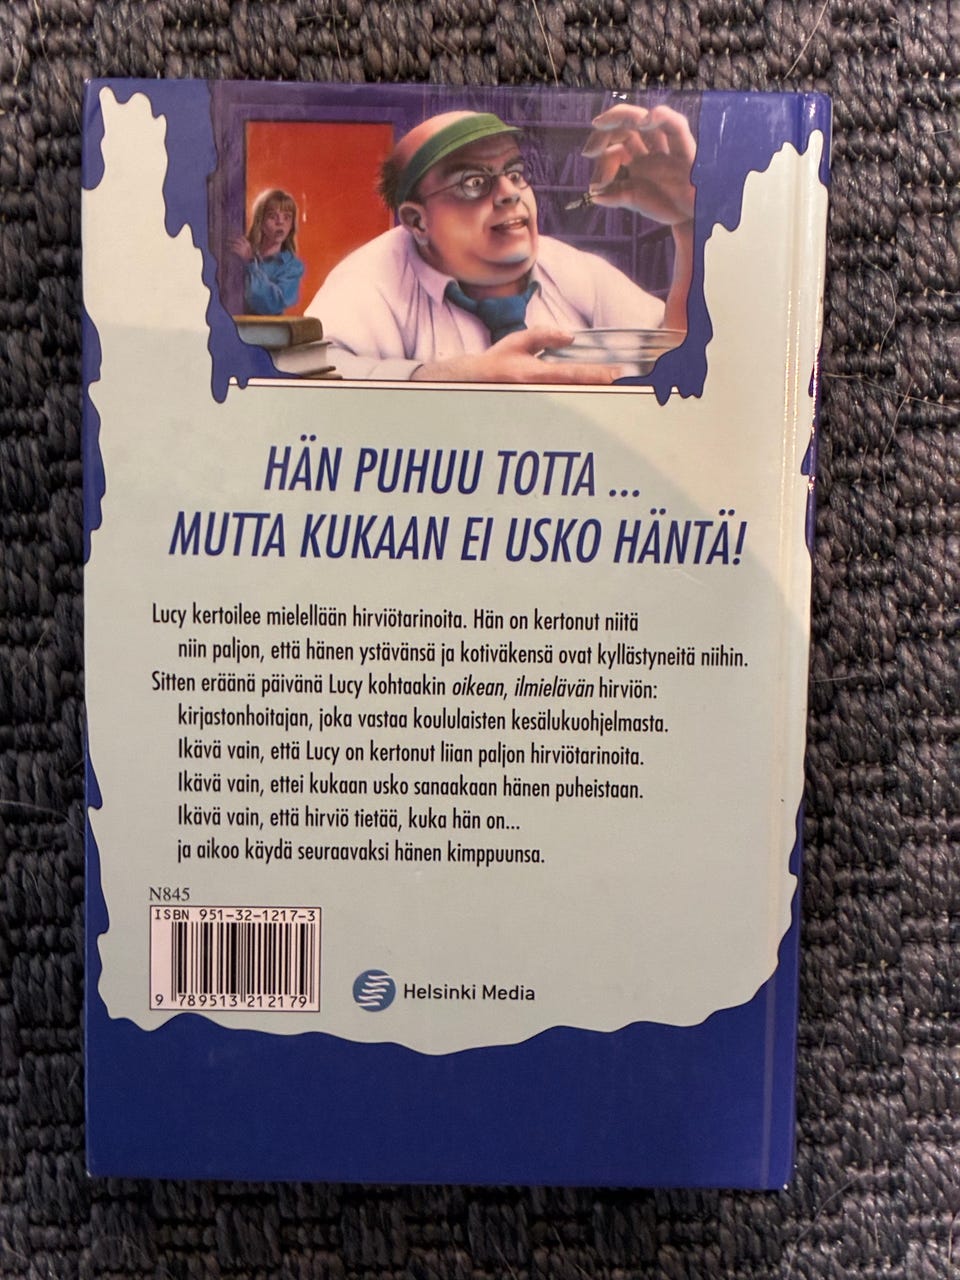 HÄN PUHUU TOTTA ...
MUTTA KUKAAN EI USKO HÄNTÄ!
Lucy kertoilee mielellään hirviötarinoita. Hän on kertonut niitä
niin paljon, että hänen ystävänsä ja kotiväkensä ovat kyllästyneitä niihin.
Sitten eräänä päivänä Lucy kohtaakin oikean, ilmielävän hirviön:
kirjastonhoitajan, joka vastaa koululaisten kesälukuohjelmasta.
Ikävä vain, että Lucy on kertonut liian paljon hirviötarinoita.
Ikävä vain, ettei kukaan usko sanaakaan hänen puheistaan.
Ikävä vain, että hirviö tietää, kuka hän on...
ja aikoo käydä seuraavaksi hänen kimppuunsa.
N845
ISBN 951-32-1217-3
9 789513 212179
Helsinki Media